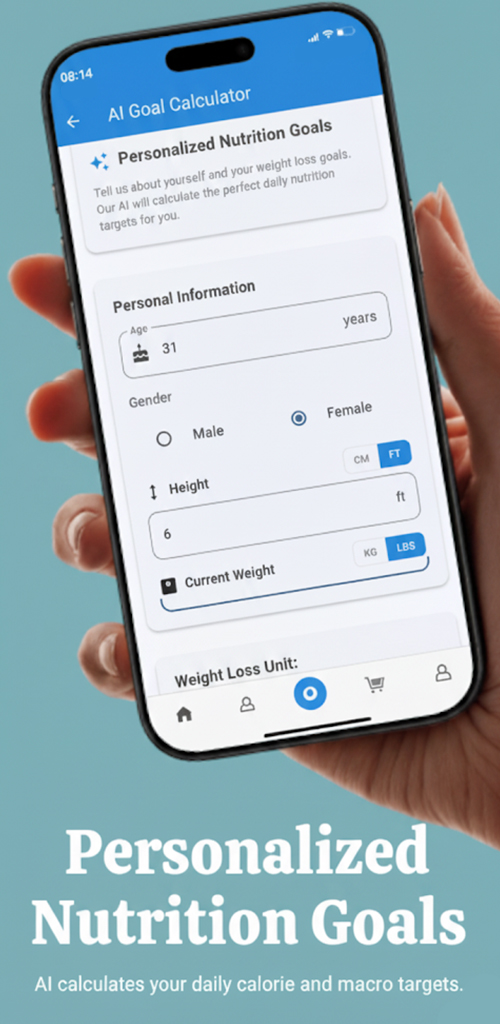 08:14
AI Goal Calculator
Personalized Nutrition Goals
Tell us about yourself and your weight loss goals.
Our AI will calculate the perfect daily nutrition
targets for you.
Personal Information
Age
31 years
Gender
Male Female
CM FT
Height
6 ft
KG LBS
Current Weight
Weight Loss Unit:
Personalized
Nutrition Goals
AI calculates your daily calorie and macro targets.